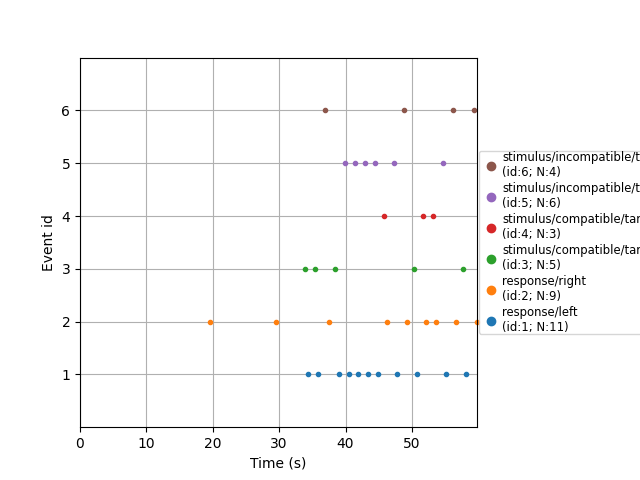 6
5
4
3
2
1
Event id
0 10 20 30 40 50
Time (s)
stimulus/incompatible/t
(id:6; N:4)
stimulus/incompatible/t
(id:5; N:6)
stimulus/compatible/tar
(id:4; N:3)
stimulus/compatible/tar
(id:3; N:5)
response/right
(id:2; N:9)
response/left
(id:1; N:11)